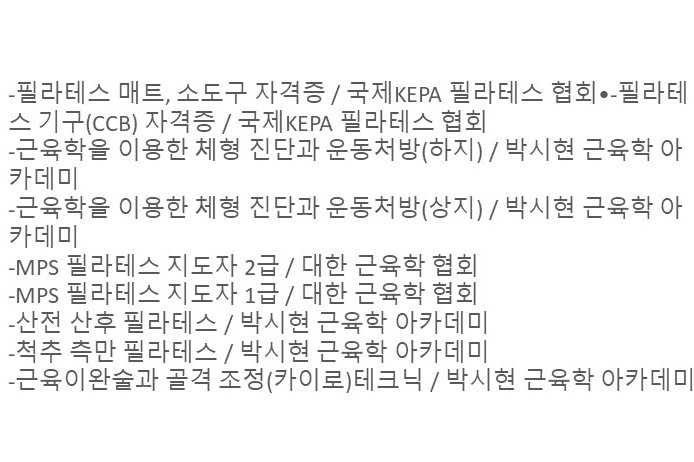 -필라테스 매트, 소도구 자격증 / 국제KEPA 필라테스 협회•-필라테
스 기구(CCB) 자격증 / 국제KEPA 필라테스 협회
-근육학을 이용한 체형 진단과 운동처방(하지) / 박시현 근육학 아
카데미
-근육학을 이용한 체형 진단과 운동처방(상지) / 박시현 근육학 아
카데미
-MPS 필라테스 지도자 2급 / 대한 근육학 협회
-MPS 필라테스 지도자 1급 / 대한 근육학 협회
-산전 산후 필라테스 / 박시현 근육학 아카데미
-척추 측만 필라테스 / 박시현 근육학 아카데미
-근육이완술과 골격 조정(카이로)테크닉 / 박시현 근육학 아카데미